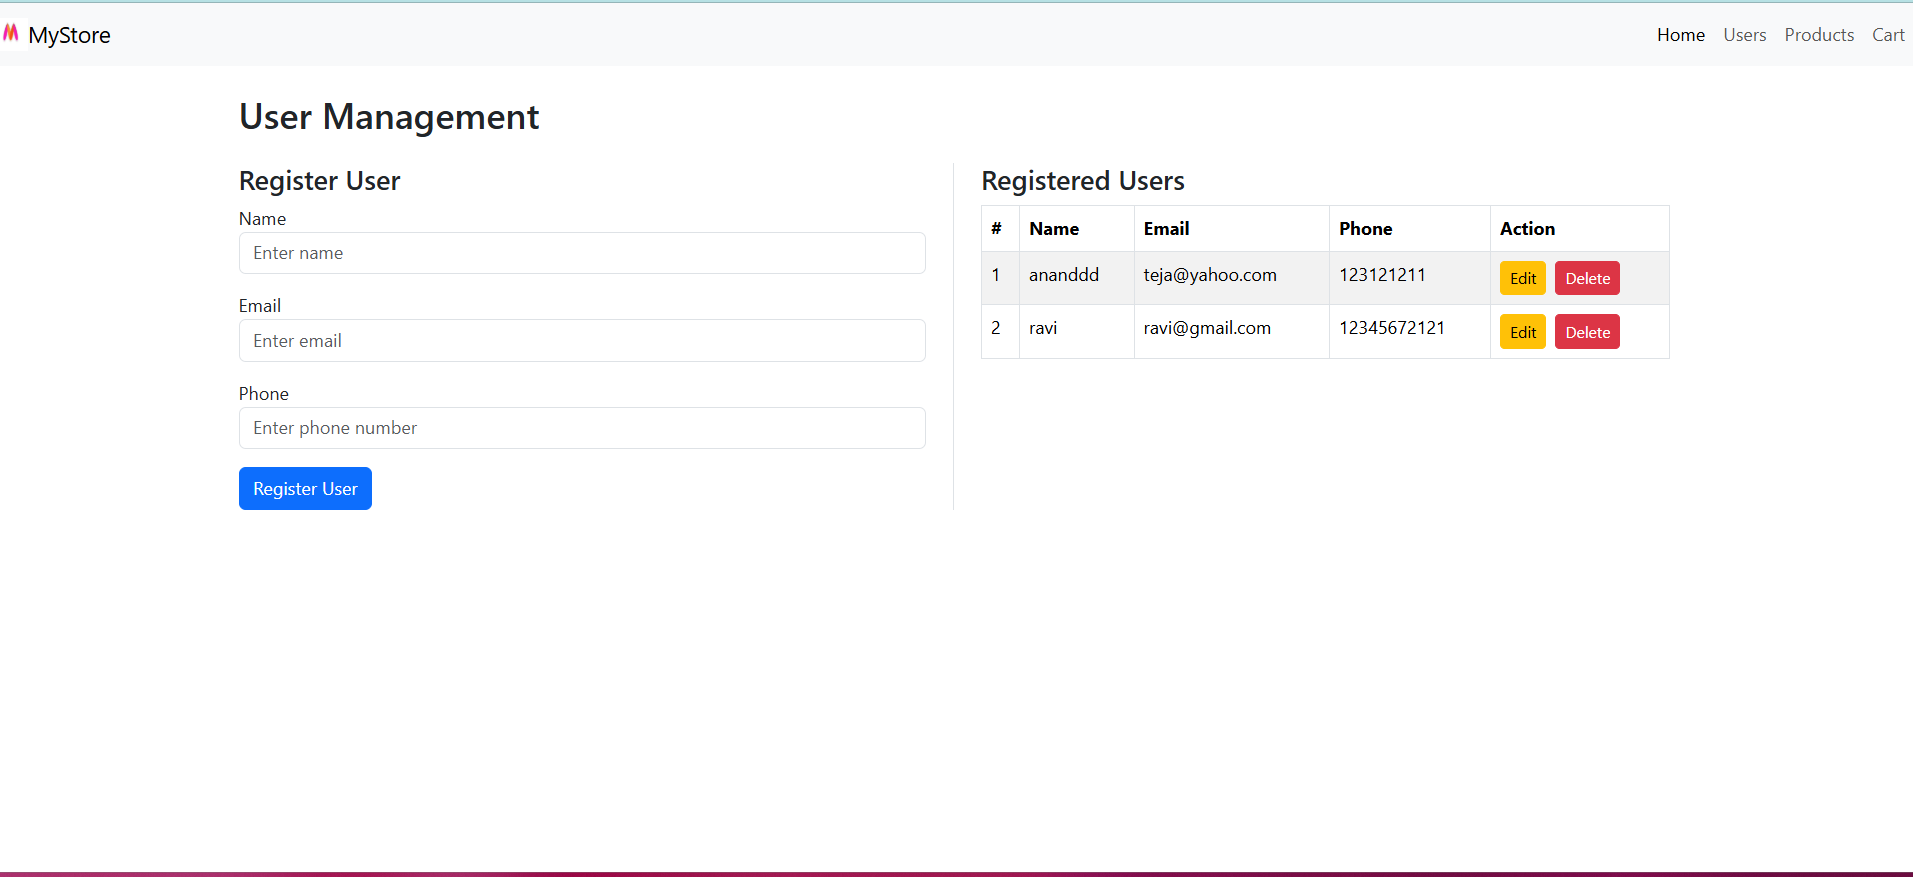 MyStore
Home Users Products Cart
User Management
Register User
Name
Enter name
Email
Enter email
Phone
Enter phone number
Register User
Registered Users
# Name Email Phone Action
1 ananddd teja@yahoo.com 123121211 Edit Delete
2 ravi ravi@gmail.com 12345672121 Edit Delete